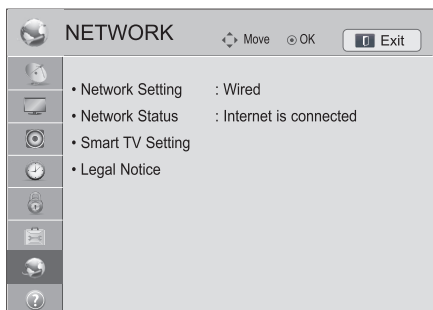 NETWORK Move OK Exit
• Network Setting : Wired
• Network Status : Internet is connected
• Smart TV Setting
• Legal Notice
?